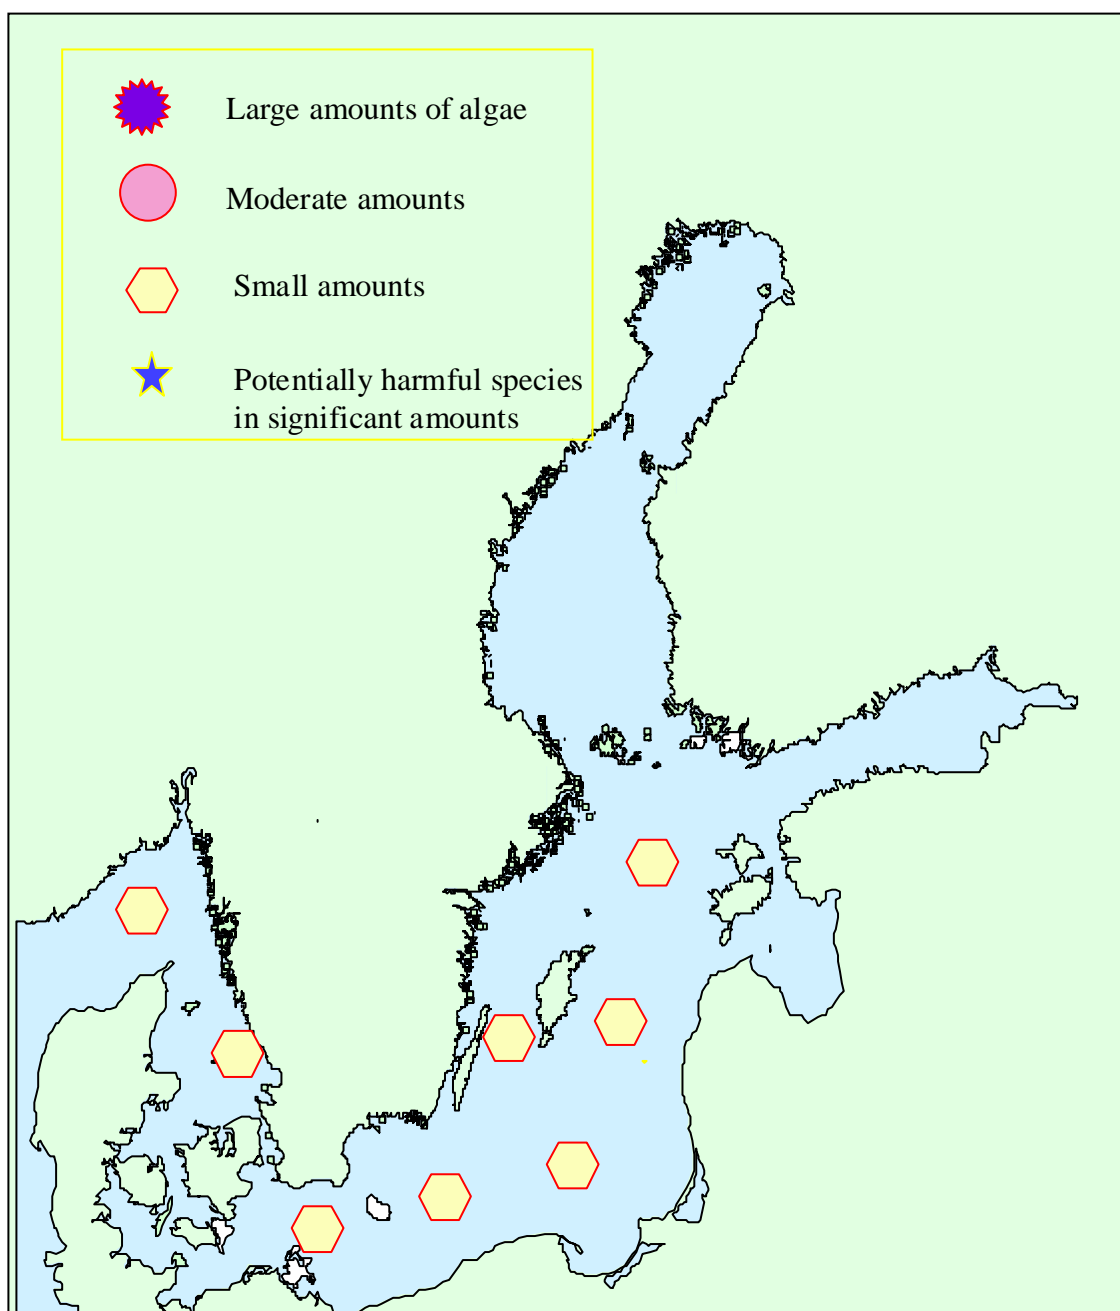 Large amounts of algae
Moderate amounts
Small amounts
Potentially harmful species
in significant amounts